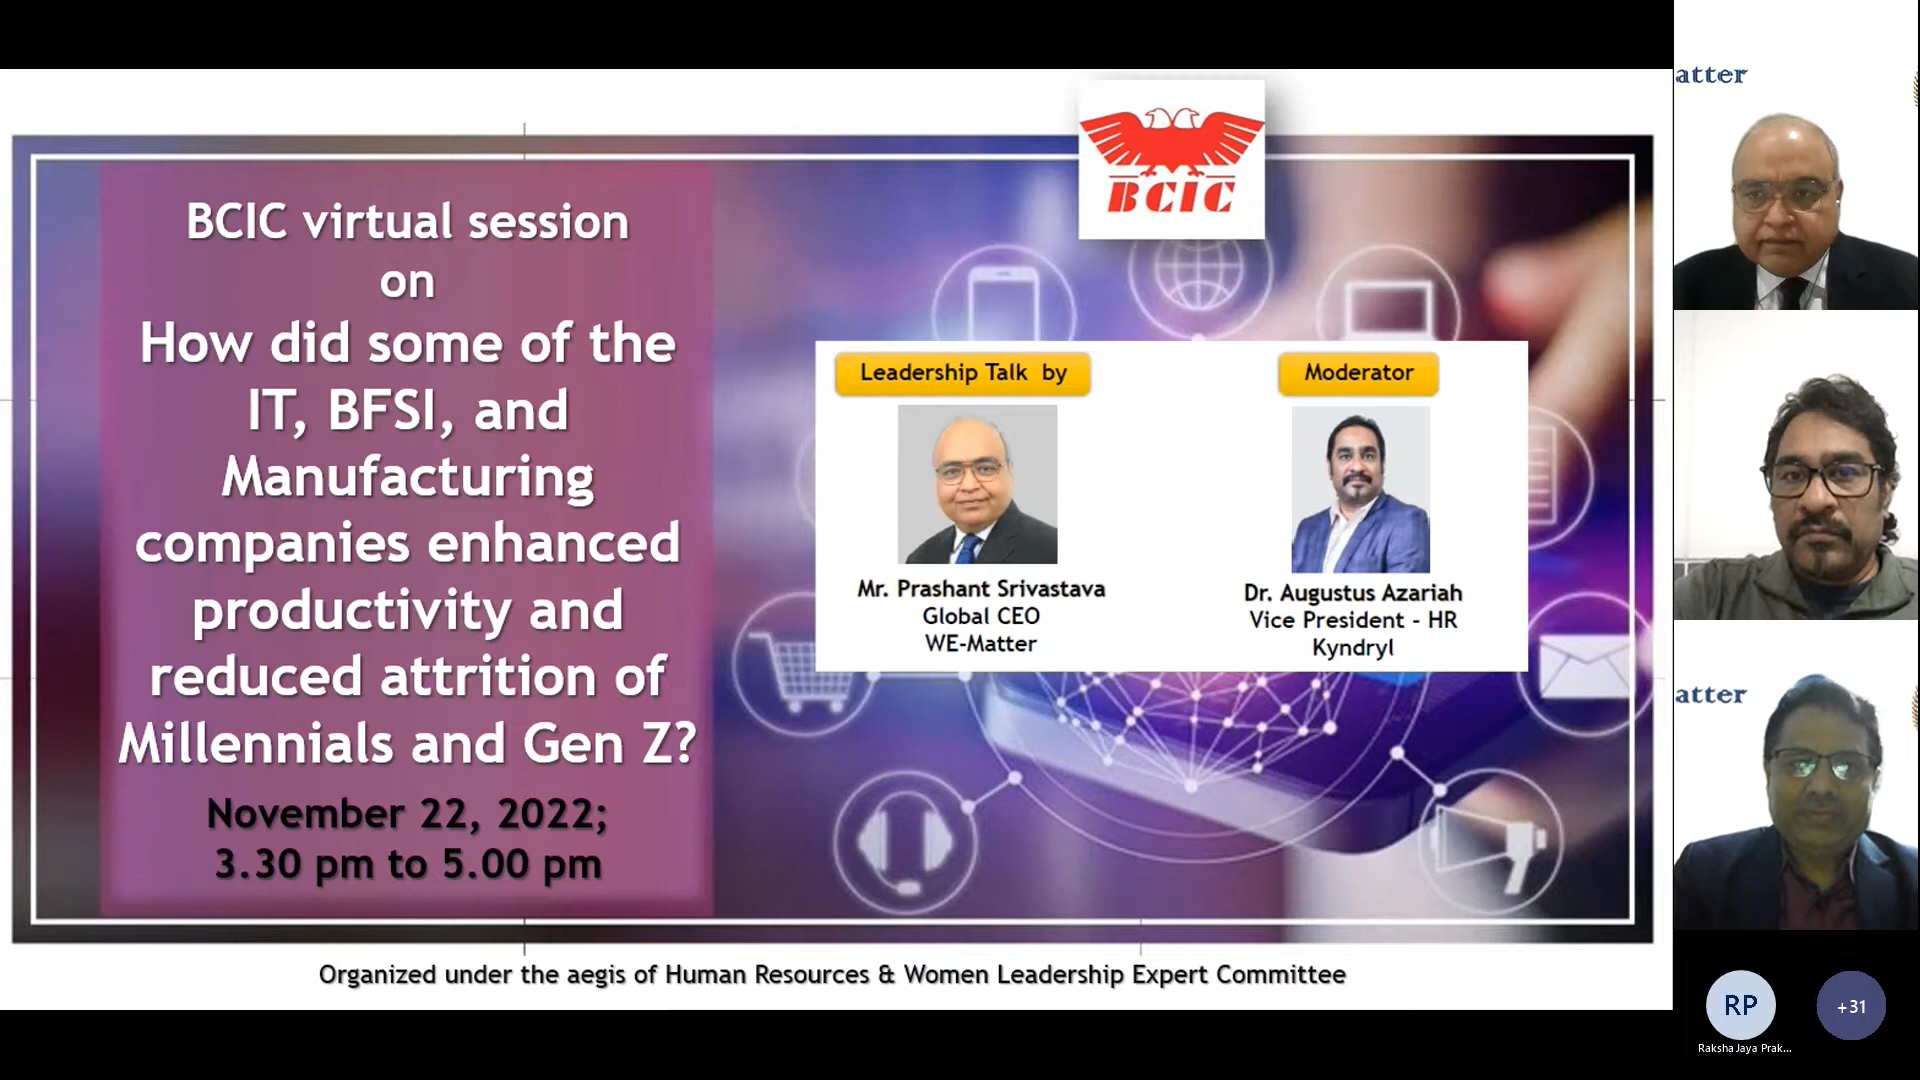 BCIC virtual session
on
How did some of the
IT, BFSI, and
Manufacturing
companies enhanced
productivity and
reduced attrition of
Millennials and Gen Z?
November 22, 2022;
3.30 pm to 5.00 pm
BCIC
Leadership Talk by
Mr. Prashant Srivastava
Global CEO
WE-Matter
Moderator
Dr. Augustus Azariah
Vice President - HR
Kyndryl
Organized under the aegis of Human Resources & Women Leadership Expert Committee
atter
atter
RP
Raksha Jaya Prak...
+31